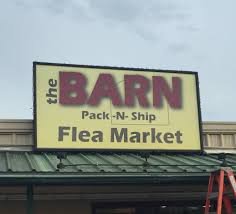 the BARN
Pack -N- Ship
Flea Market